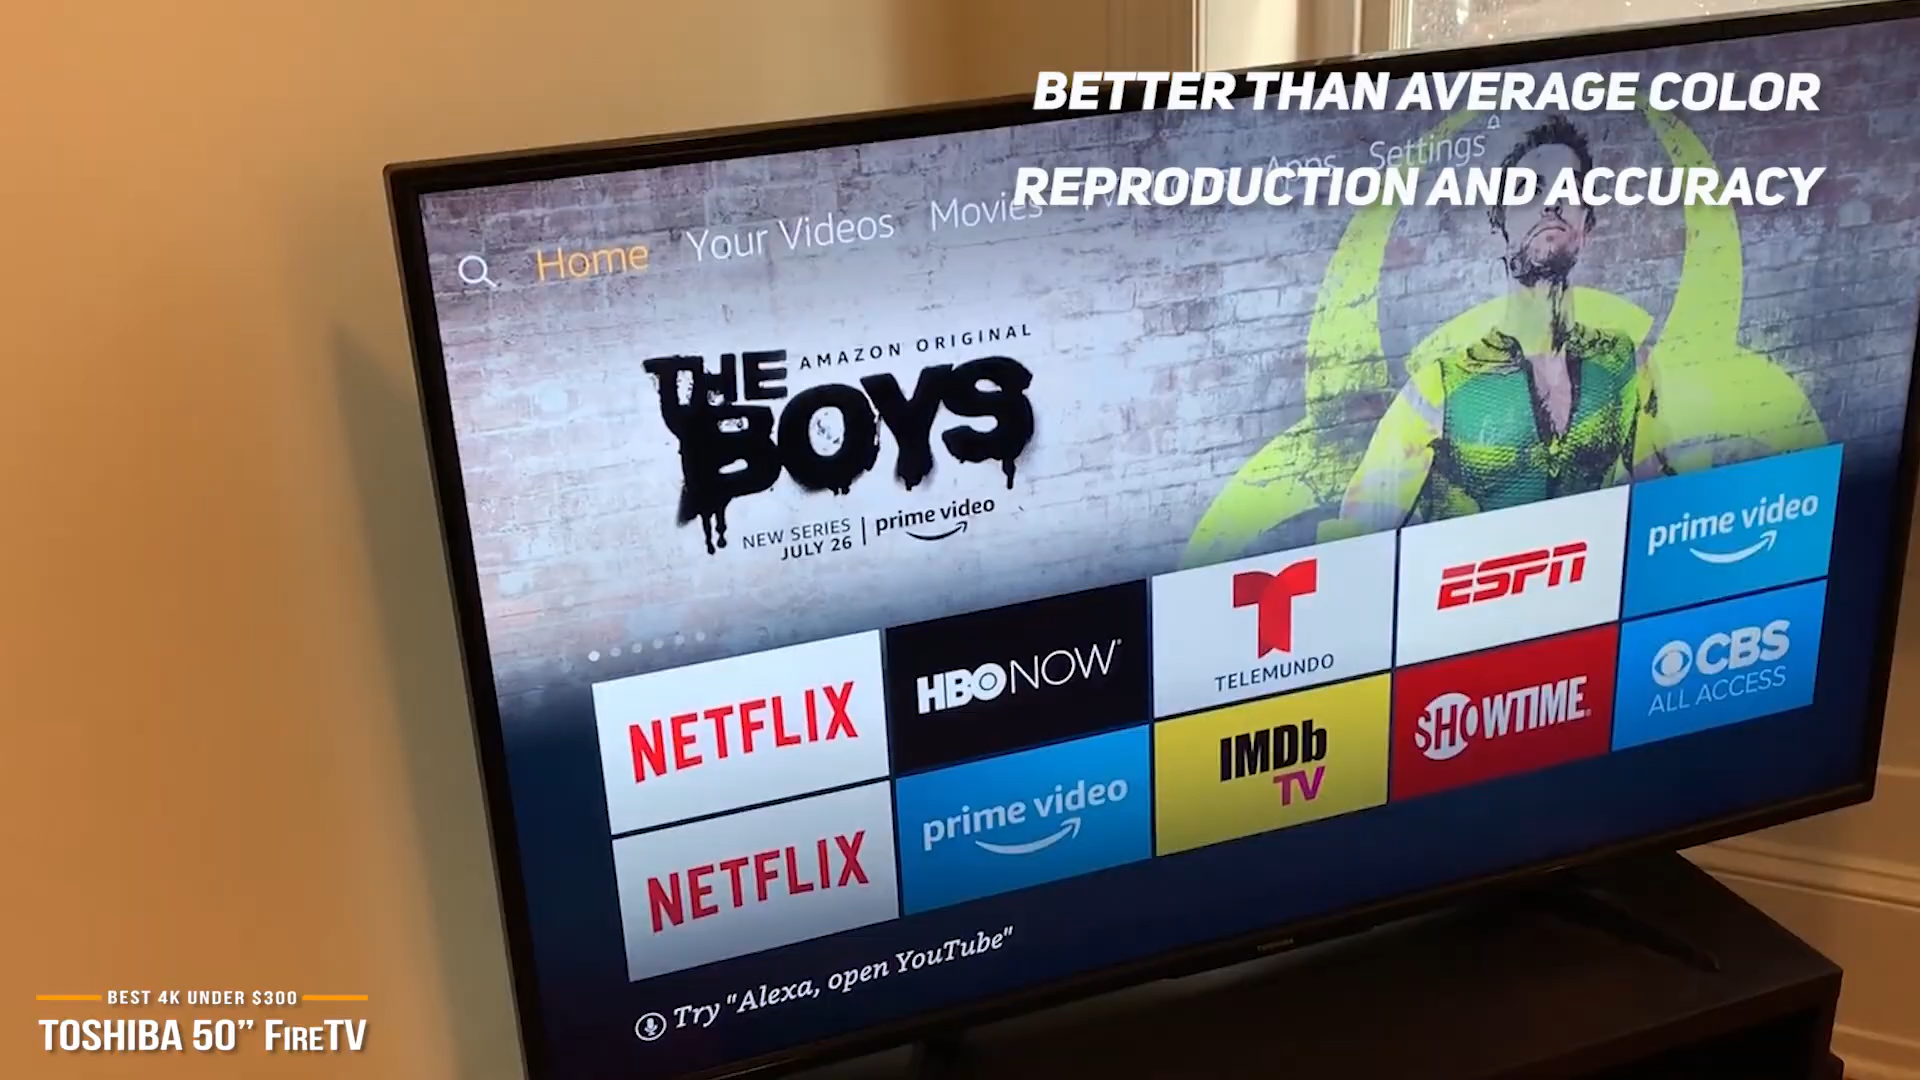 BETTER THAN AVERAGE COLOR
REPRODUCTION AND ACCURACY
Home Your Videos Movies Apps Settings
AMAZON ORIGINAL
THE
BOYS
NEW SERIES
JULY 26
prime video
NETFLIX
HBO NOW
TELEMUNDO
ESPN
prime video
NETFLIX
prime video
IMDb
TV
SHOWTIME
CBS
ALL ACCESS
Try "Alexa, open YouTube"
TOSHIBA
BEST 4K UNDER $300
TOSHIBA 50” FIRETV